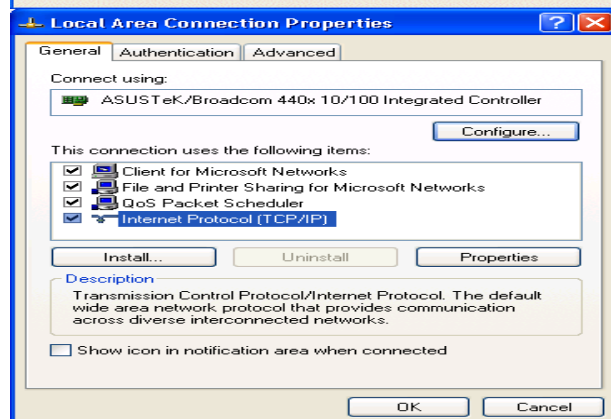 Local Area Connection Properties
General Authentication Advanced
Connect using:
ASUSTeK/Broadcom 440x 10/100 Integrated Controller
Configure...
This connection uses the following items:
Client for Microsoft Networks
File and Printer Sharing for Microsoft Networks
QoS Packet Scheduler
Internet Protocol (TCP/IP)
Install... Uninstall Properties
Description
Transmission Control Protocol/Internet Protocol. The default
wide area network protocol that provides communication
across diverse interconnected networks.
Show icon in notification area when connected
OK Cancel